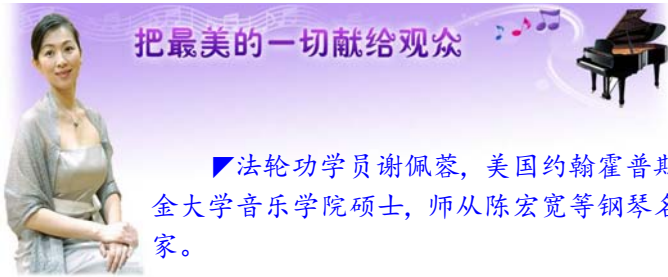 把最美的一切献给观众
◤法轮功学员谢佩蓉，美国约翰霍普斯
金大学音乐学院硕士，师从陈宏宽等钢琴名
家。